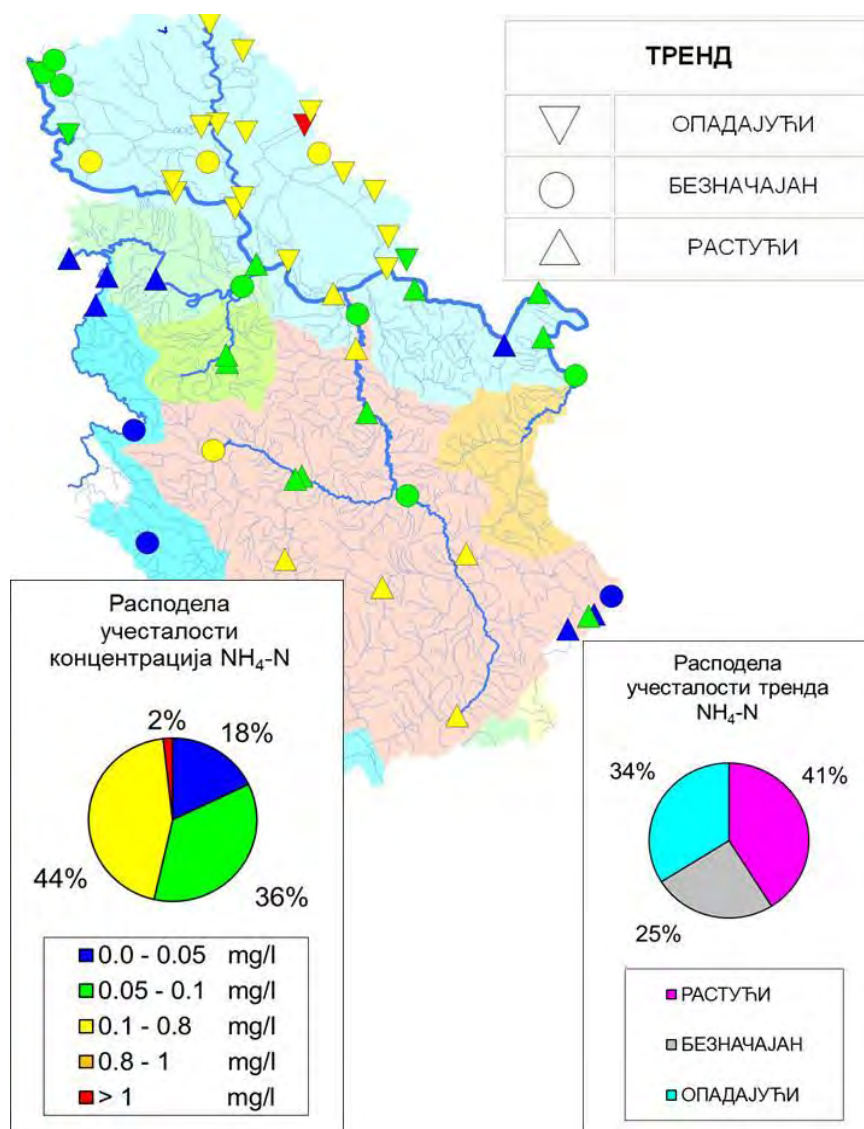 ТРЕНД
ОПАДАЈУЋИ
БЕЗНАЧАЈАН
РАСТУЋИ
Расподела
учесталости
концентрација NH₄-N
2%
18%
44%
36%
0.0 - 0.05 mg/l
0.05 - 0.1 mg/l
0.1 - 0.8 mg/l
0.8 - 1 mg/l
> 1 mg/l
Расподела
учесталости тренда
NH₄-N
34%
41%
25%
РАСТУЋИ
БЕЗНАЧАЈАН
ОПАДАЈУЋИ